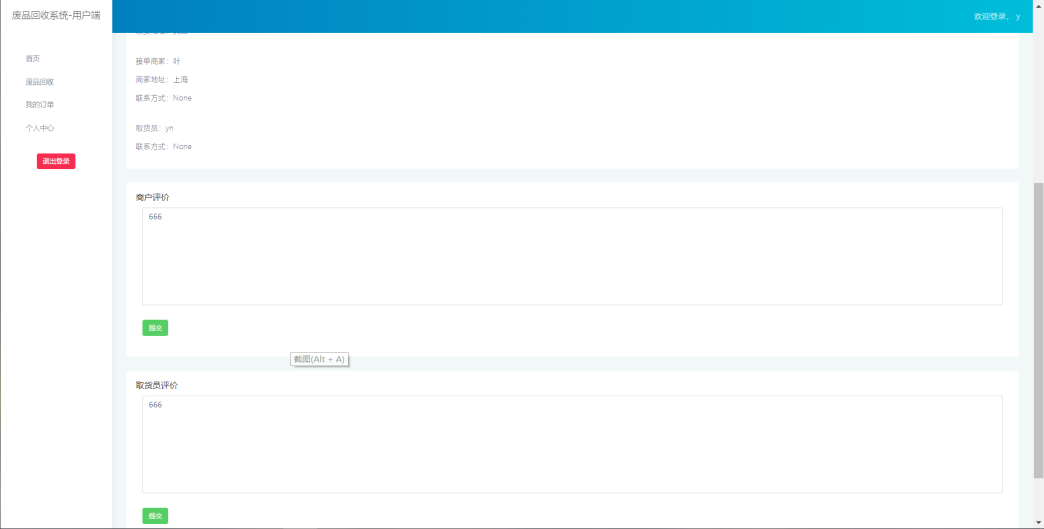 废品回收系统-用户端
欢迎登录， y
首页
废品回收
我的订单
个人中心
退出登录
接单商家：叶
商家地址：上海
联系方式：None
取货员：yn
联系方式：None
商户评价
666
提交
截图(Alt + A)
取货员评价
666
提交